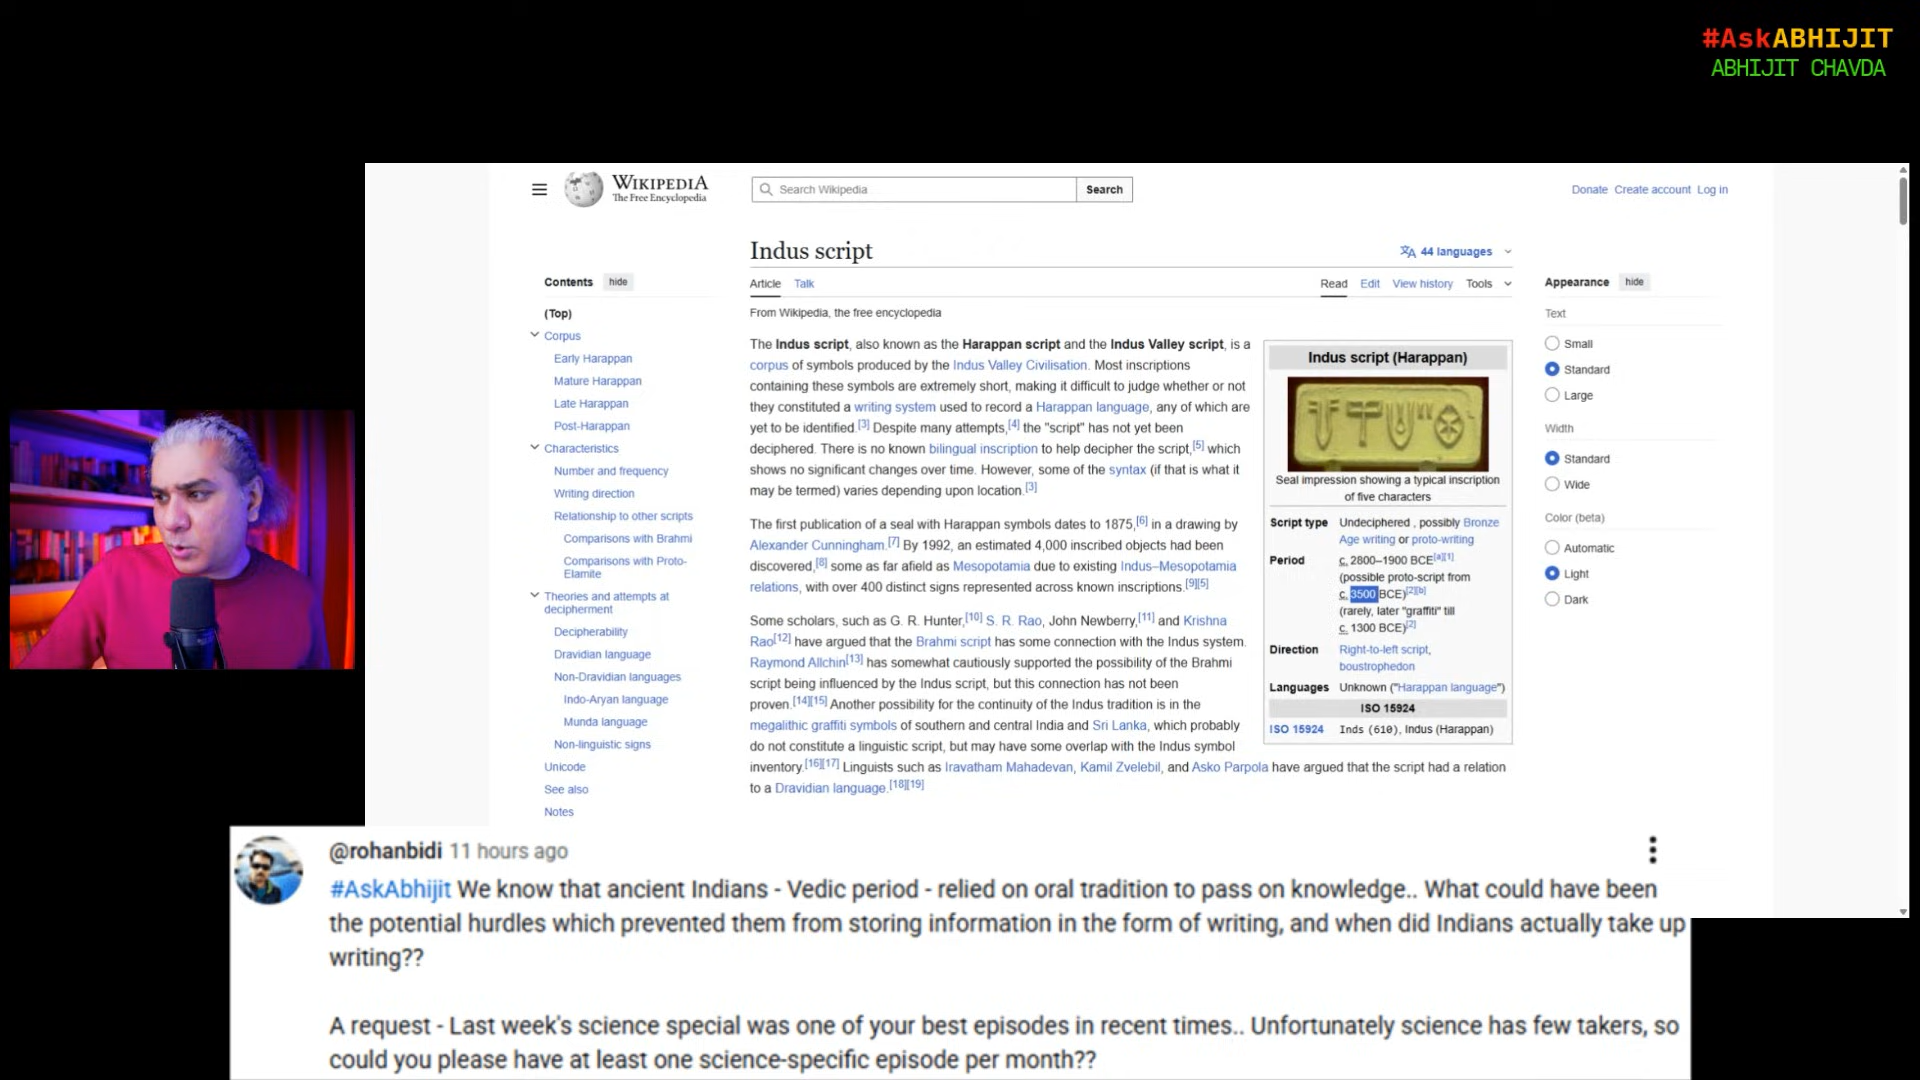 #AskABHIJIT
ABHIJIT CHAVDA
WIKIPEDIA
The Free Encyclopedia
Search Wikipedia
Search
Donate Create account Log in
Indus script
44 languages
Contents hide
Article Talk
Read Edit View history Tools
Appearance hide
From Wikipedia, the free encyclopedia
(Top)
Corpus
Early Harappan
Mature Harappan
Late Harappan
Post-Harappan
Characteristics
Number and frequency
Writing direction
Relationship to other scripts
Comparisons with Brahmi
Comparisons with Proto-
Elamite
Theories and attempts at
decipherment
Decipherability
Dravidian language
Non-Dravidian languages
Indo-Aryan language
Munda language
Non-linguistic signs
Unicode
See also
Notes
The Indus script, also known as the Harappan script and the Indus Valley script, is a
corpus of symbols produced by the Indus Valley Civilisation. Most inscriptions
containing these symbols are extremely short, making it difficult to judge whether or not
they constituted a writing system used to record a Harappan language, any of which are
yet to be identified.[3] Despite many attempts,[4] the "script" has not yet been
deciphered. There is no known bilingual inscription to help decipher the script,[5] which
shows no significant changes over time. However, some of the syntax (if that is what it
may be termed) varies depending upon location.[3]
The first publication of a seal with Harappan symbols dates to 1875,[6] in a drawing by
Alexander Cunningham.[7] By 1992, an estimated 4,000 inscribed objects had been
discovered,[8] some as far afield as Mesopotamia due to existing Indus–Mesopotamia
relations, with over 400 distinct signs represented across known inscriptions.[9][5]
Some scholars, such as G. R. Hunter,[10] S. R. Rao, John Newberry,[11] and Krishna
Rao[12] have argued that the Brahmi script has some connection with the Indus system.
Raymond Allchin[13] has somewhat cautiously supported the possibility of the Brahmi
script being influenced by the Indus script, but this connection has not been
proven.[14][15] Another possibility for the continuity of the Indus tradition is in the
megalithic graffiti symbols of southern and central India and Sri Lanka, which probably
do not constitute a linguistic script, but may have some overlap with the Indus symbol
inventory.[16][17] Linguists such as Iravatham Mahadevan, Kamil Zvelebil, and Asko Parpola have argued that the script had a relation
to a Dravidian language.[18][19]
Indus script (Harappan)
Seal impression showing a typical inscription
of five characters
Script type Undeciphered , possibly Bronze
Age writing or proto-writing
Period c. 2800–1900 BCE[a][1]
(possible proto-script from
c. 3500 BCE)[2][b]
(rarely, later "graffiti" till
c. 1300 BCE)[2]
Direction Right-to-left script,
boustrophedon
Languages Unknown ("Harappan language")
ISO 15924
ISO 15924 Inds (610), Indus (Harappan)
Text
Small
Standard
Large
Width
Standard
Wide
Color (beta)
Automatic
Light
Dark
@rohanbidi 11 hours ago
#AskAbhijit We know that ancient Indians - Vedic period - relied on oral tradition to pass on knowledge.. What could have been
the potential hurdles which prevented them from storing information in the form of writing, and when did Indians actually take up
writing??
A request - Last week's science special was one of your best episodes in recent times.. Unfortunately science has few takers, so
could you please have at least one science-specific episode per month??